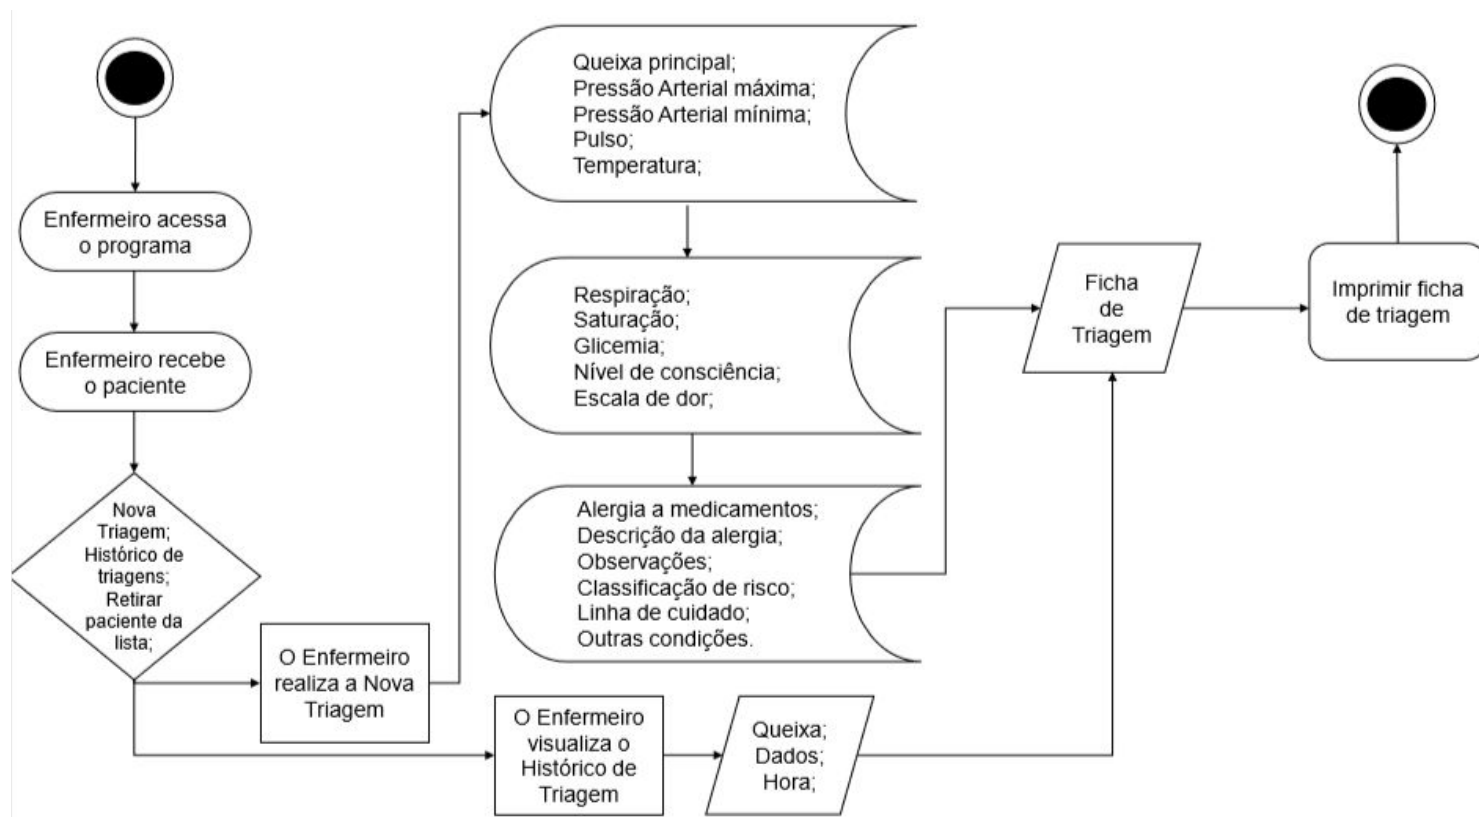 Enfermeiro acessa
o programa
Enfermeiro recebe
o paciente
Nova
Triagem;
Histórico de
triagens;
Retirar
paciente da
lista;
O Enfermeiro
realiza a Nova
Triagem
Queixa principal;
Pressão Arterial máxima;
Pressão Arterial mínima;
Pulso;
Temperatura;
Respiração;
Saturação;
Glicemia;
Nível de consciência;
Escala de dor;
Alergia a medicamentos;
Descrição da alergia;
Observações;
Classificação de risco;
Linha de cuidado;
Outras condições.
O Enfermeiro
visualiza o
Histórico de
Triagem
Queixa;
Dados;
Hora;
Ficha
de
Triagem
Imprimir ficha
de triagem